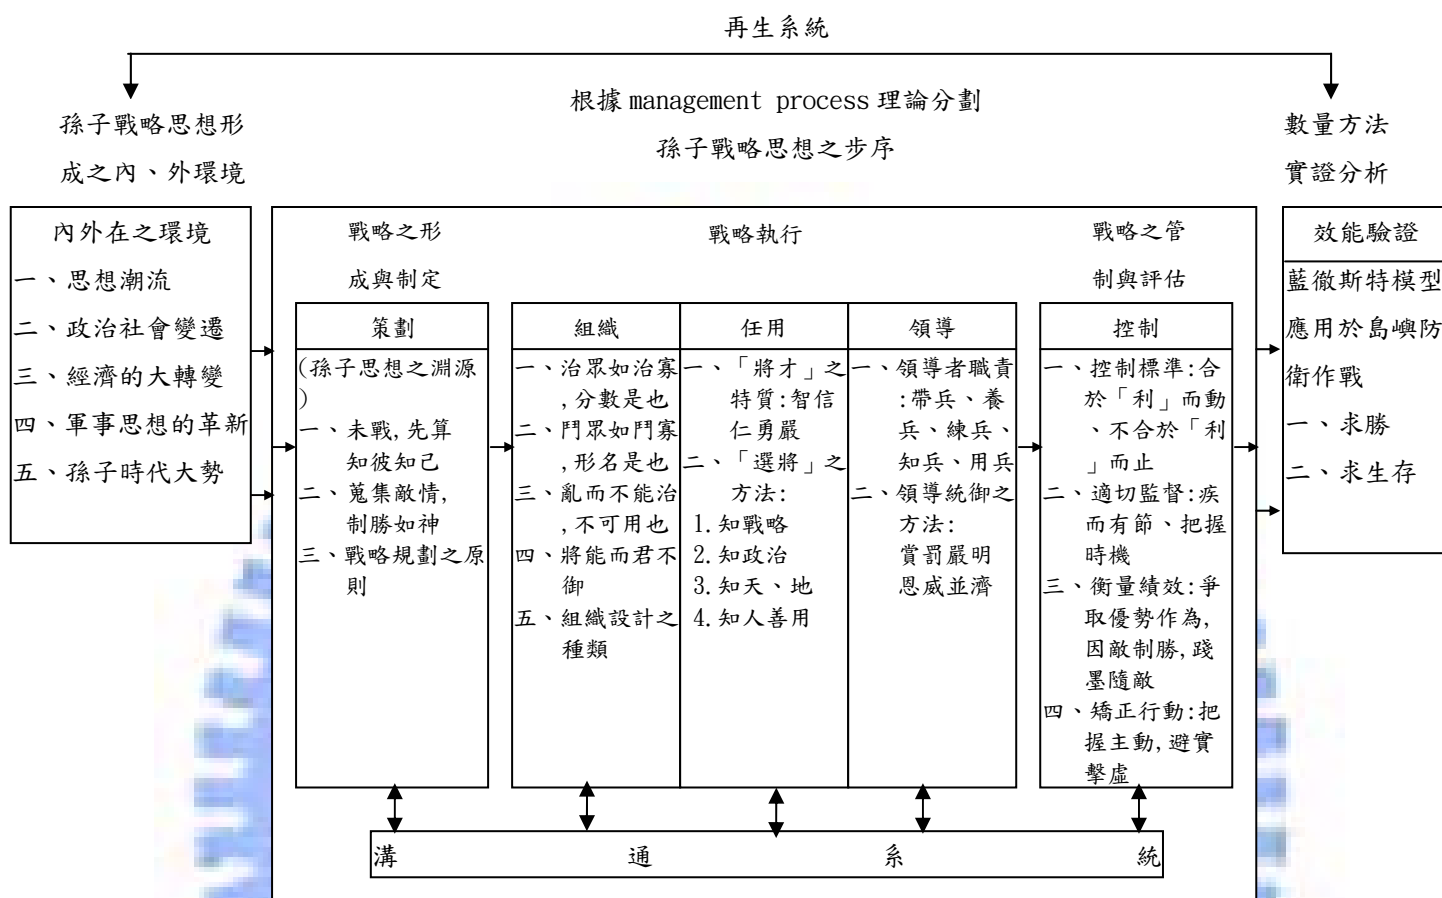 再生系統
孫子戰略思想形
成之內、外環境
根據 management process 理論分劃
孫子戰略思想之步序
數量方法
實證分析
內外在之環境
一、思想潮流
二、政治社會變遷
三、經濟的大轉變
四、軍事思想的革新
五、孫子時代大勢
戰略之形
成與制定
策劃
(孫子思想之淵源
)
一、未戰,先算
知彼知己
二、蒐集敵情,
制勝如神
三、戰略規劃之原
則
戰略執行
組織
一、治眾如治寡
,分數是也
二、鬥眾如鬥寡
,形名是也
三、亂而不能治
,不可用也
四、將能而君不
御
五、組織設計之
種類
任用
一、「將才」之
特質:智信
仁勇嚴
二、「選將」之
方法:
1.知戰略
2.知政治
3.知天、地
4.知人善用
領導
一、領導者職責
:帶兵、養
兵、練兵、
知兵、用兵
二、領導統御之
方法:
賞罰嚴明
恩威並濟
戰略之管
制與評估
控制
一、控制標準:合
於「利」而動
、不合於「利
」而止
二、適切監督:疾
而有節、把握
時機
三、衡量績效:爭
取優勢作為,
因敵制勝,踐
墨隨敵
四、矯正行動:把
握主動,避實
擊虛
效能驗證
藍徹斯特模型
應用於島嶼防
衛作戰
一、求勝
二、求生存
溝通系統